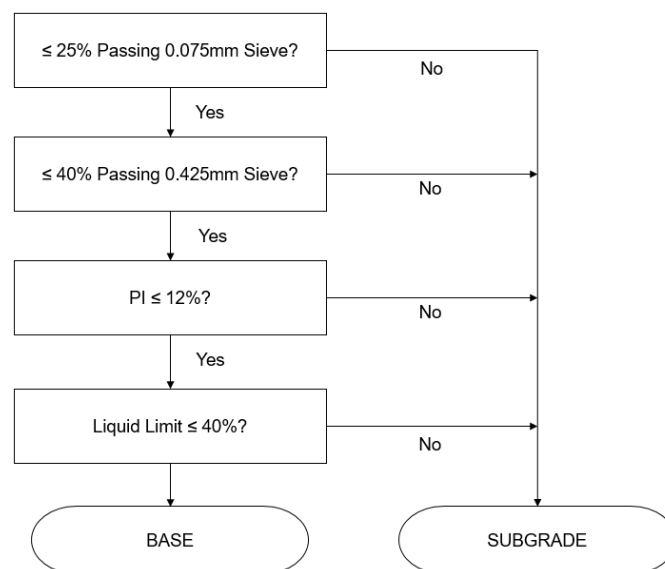 ≤ 25% Passing 0.075mm Sieve?
No
Yes
≤ 40% Passing 0.425mm Sieve?
No
Yes
PI ≤ 12%?
No
Yes
Liquid Limit ≤ 40%?
No
BASE
SUBGRADE